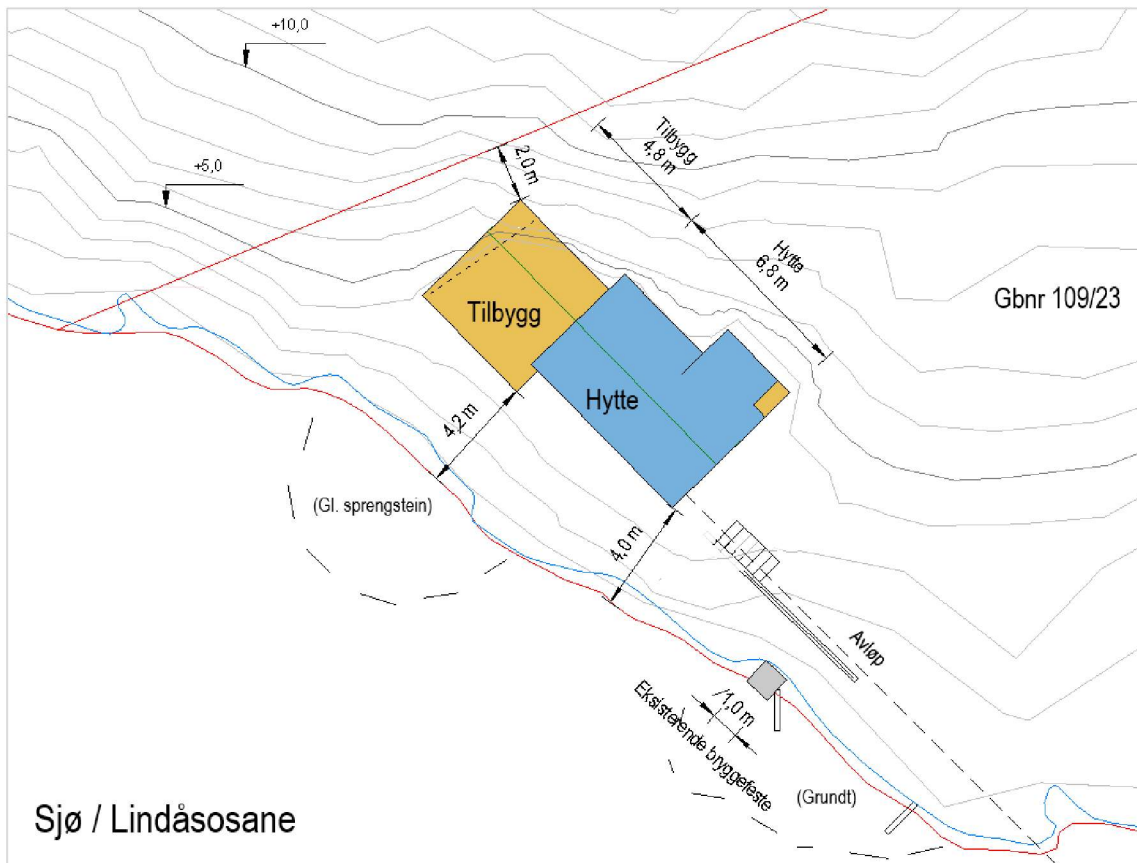 +10,0
+5,0
Tilbygg
4,8 m
2,0 m
Hytte
6,8 m
Gbnr 109/23
Tilbygg
Hytte
4,2 m
(Gl. sprengstein)
4,0 m
Avløp
1,0 m
Eksisterende bryggefeste
(Grundt)
Sjø / Lindåsosane